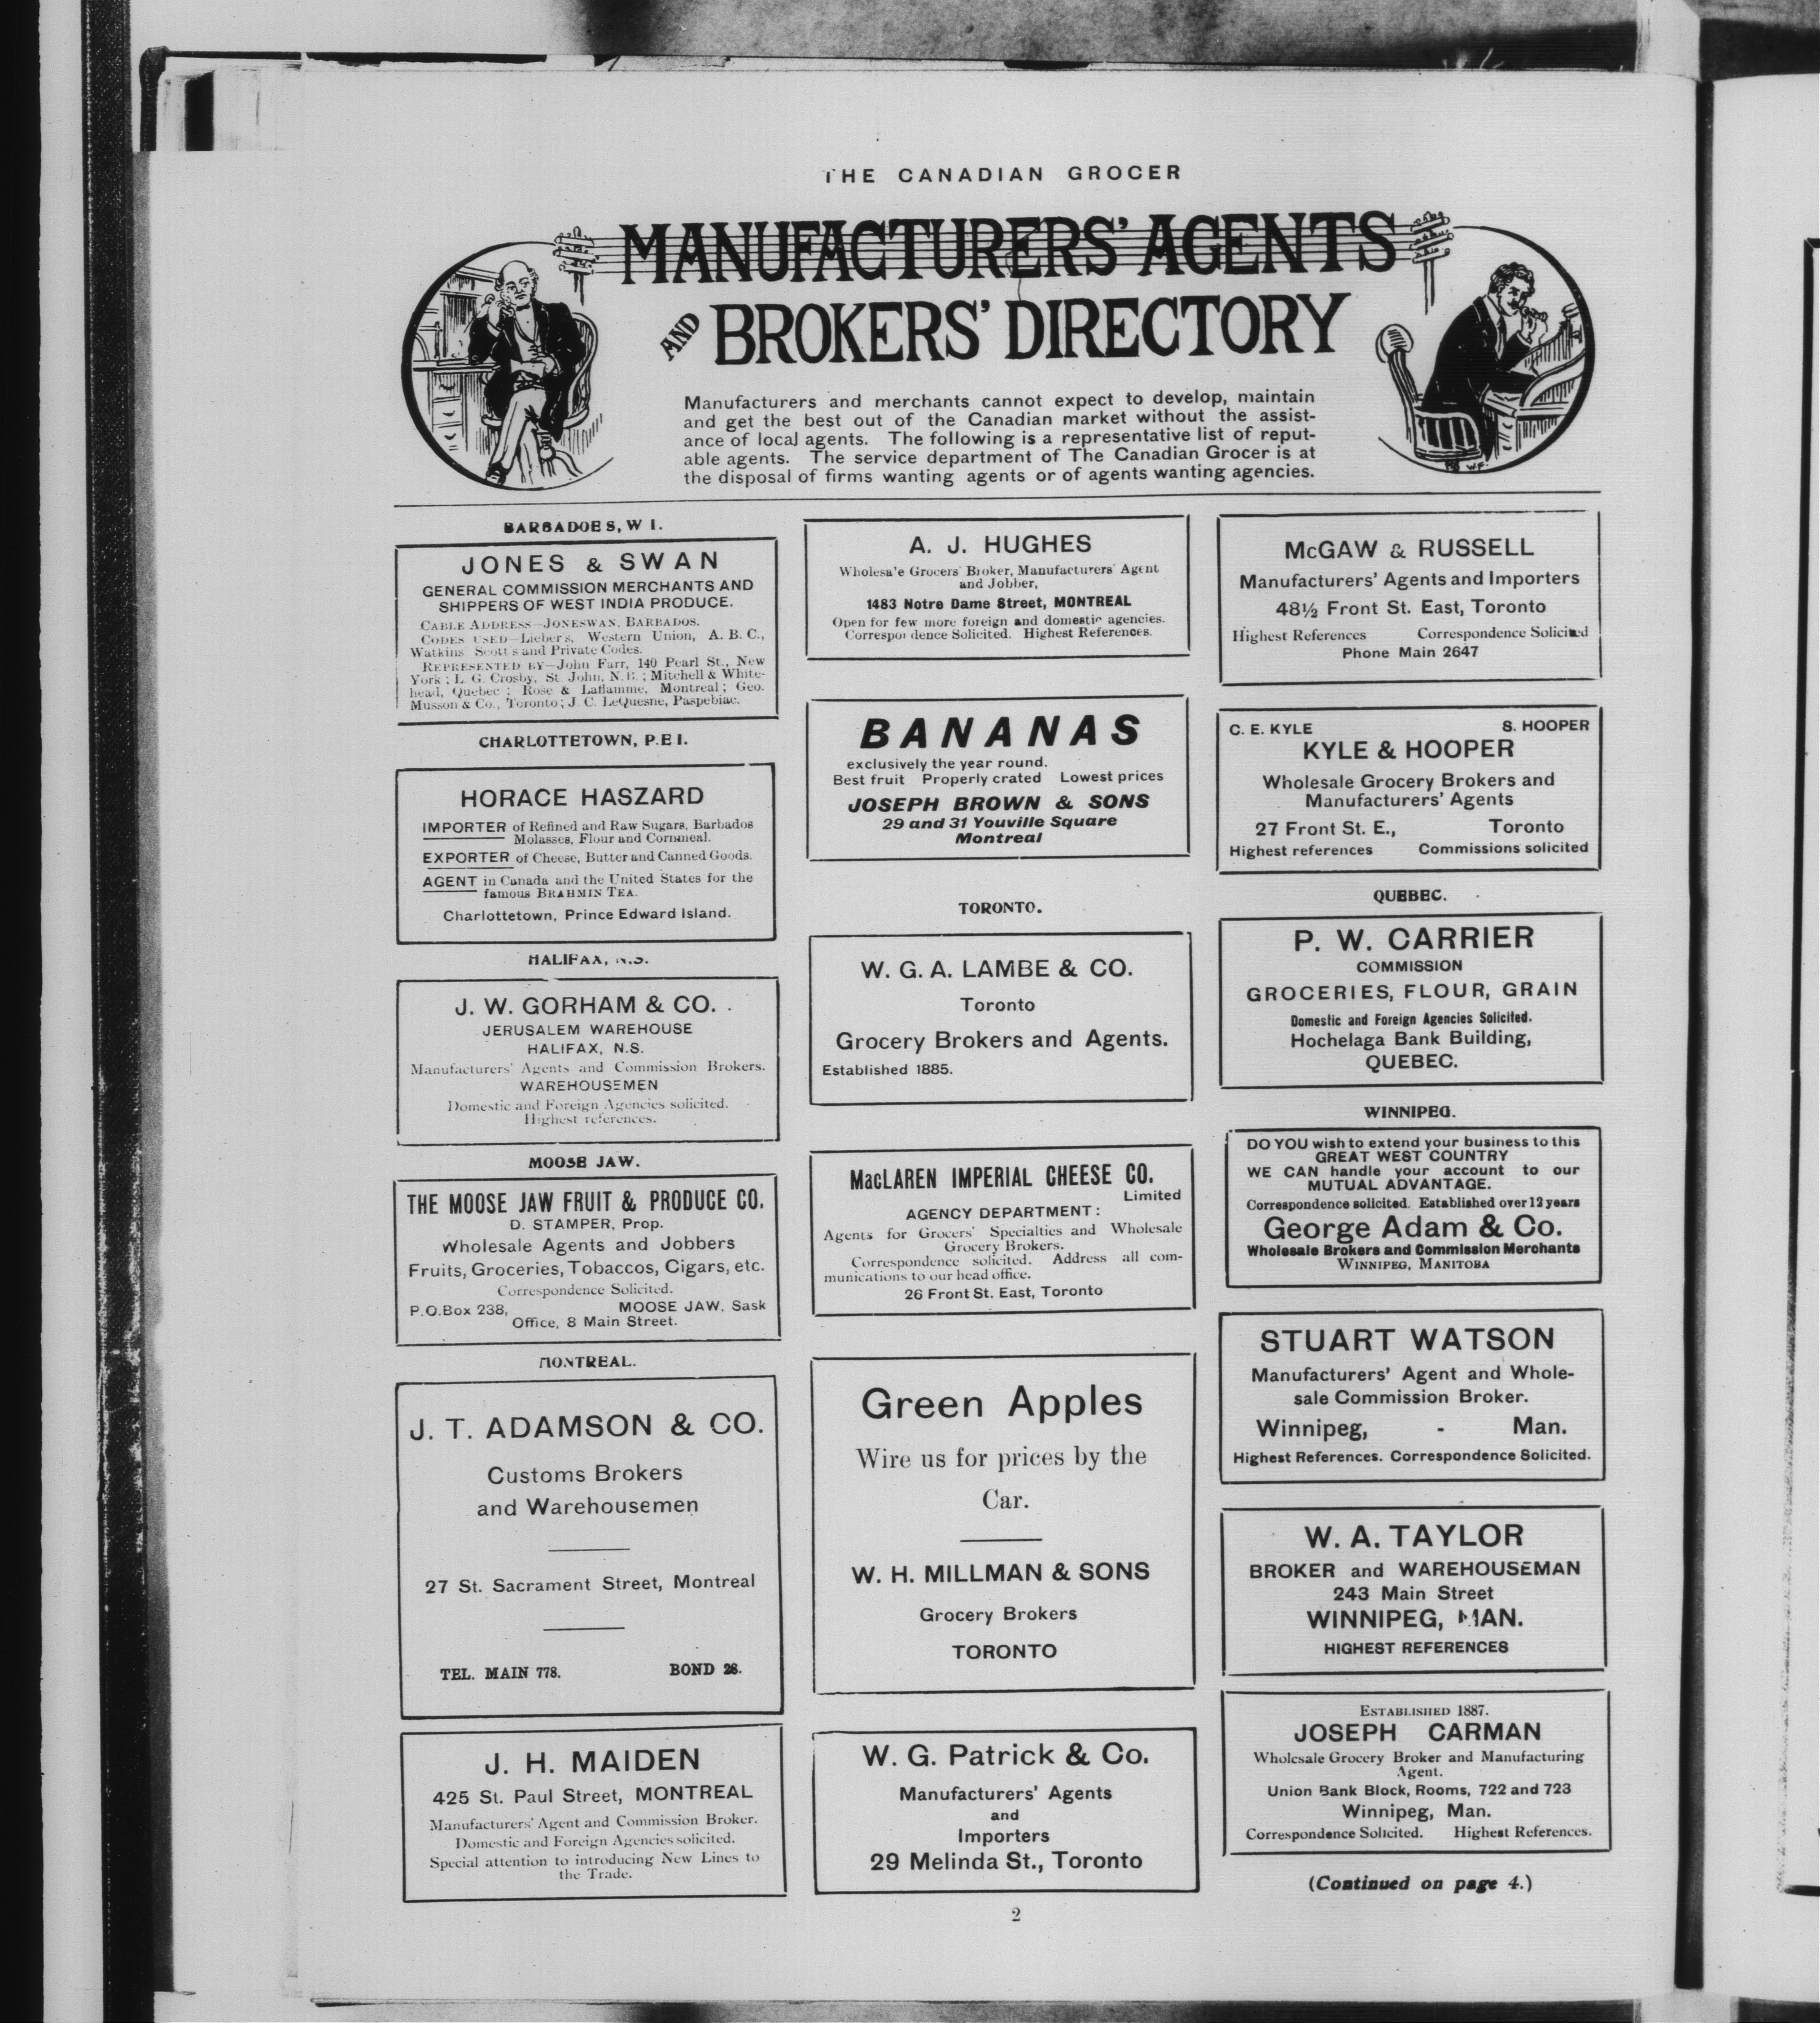 THE CANADIAN GROCER
MANUFACTURERS' AGENTS
AND BROKERS' DIRECTORY
Manufacturers and merchants cannot expect to develop, maintain
and get the best out of the Canadian market without the assist-
ance of local agents. The following is a representative list of reput-
able agents. The service department of The Canadian Grocer is at
the disposal of firms wanting agents or of agents wanting agencies.
BARBADOES, W I.
JONES & SWAN
GENERAL COMMISSION MERCHANTS AND
SHIPPERS OF WEST INDIA PRODUCE.
CABLE ADDRESS—JONESWAN, BARBADOS.
CODES USED—Lieber's, Western Union, A. B. C.,
Watkins' Scott's and Private Codes.
REPRESENTED BY—John Farr, 140 Pearl St., New
York; L. G. Crosby, St. John, N.B.; Mitchell & White-
head, Quebec; Rose & Laflamme, Montreal; Geo.
Musson & Co., Toronto; J. C. LeQuesne, Paspebiac.
CHARLOTTETOWN, P.E I.
HORACE HASZARD
IMPORTER of Refined and Raw Sugars, Barbados
Molasses, Flour and Cornmeal.
EXPORTER of Cheese, Butter and Canned Goods.
AGENT in Canada and the United States for the
famous BRAHMIN TEA.
Charlottetown, Prince Edward Island.
HALIFAX, N.S.
J. W. GORHAM & CO.
JERUSALEM WAREHOUSE
HALIFAX, N.S.
Manufacturers' Agents and Commission Brokers.
WAREHOUSEMEN
Domestic and Foreign Agencies solicited.
Highest references.
MOOSE JAW.
THE MOOSE JAW FRUIT & PRODUCE CO.
D. STAMPER, Prop.
Wholesale Agents and Jobbers
Fruits, Groceries, Tobaccos, Cigars, etc.
Correspondence Solicited.
P.O.Box 238, MOOSE JAW, Sask
Office, 8 Main Street.
MONTREAL.
J. T. ADAMSON & CO.
Customs Brokers
and Warehousemen
27 St. Sacrament Street, Montreal
TEL. MAIN 778. BOND 28.
J. H. MAIDEN
425 St. Paul Street, MONTREAL
Manufacturers' Agent and Commission Broker.
Domestic and Foreign Agencies solicited.
Special attention to introducing New Lines to
the Trade.
A. J. HUGHES
Wholesa'e Grocers' Broker, Manufacturers' Agent
and Jobber,
1483 Notre Dame Street, MONTREAL
Open for few more foreign and domestic agencies.
Correspondence Solicited. Highest References.
BANANAS
exclusively the year round.
Best fruit Properly crated Lowest prices
JOSEPH BROWN & SONS
29 and 31 Youville Square
Montreal
TORONTO.
W. G. A. LAMBE & CO.
Toronto
Grocery Brokers and Agents.
Established 1885.
MacLAREN IMPERIAL CHEESE CO.
Limited
AGENCY DEPARTMENT:
Agents for Grocers' Specialties and Wholesale
Grocery Brokers.
Correspondence solicited. Address all com-
munications to our head office.
26 Front St. East, Toronto
Green Apples
Wire us for prices by the
Car.
W. H. MILLMAN & SONS
Grocery Brokers
TORONTO
W. G. Patrick & Co.
Manufacturers' Agents
and
Importers
29 Melinda St., Toronto
McGAW & RUSSELL
Manufacturers' Agents and Importers
48½ Front St. East, Toronto
Highest References Correspondence Solicited
Phone Main 2647
C. E. KYLE S. HOOPER
KYLE & HOOPER
Wholesale Grocery Brokers and
Manufacturers' Agents
27 Front St. E., Toronto
Highest references Commissions solicited
QUEBEC.
P. W. CARRIER
COMMISSION
GROCERIES, FLOUR, GRAIN
Domestic and Foreign Agencies Solicited.
Hochelaga Bank Building,
QUEBEC.
WINNIPEG.
DO YOU wish to extend your business to this
GREAT WEST COUNTRY
WE CAN handle your account to our
MUTUAL ADVANTAGE.
Correspondence solicited. Established over 12 years
George Adam & Co.
Wholesale Brokers and Commission Merchants
WINNIPEG, MANITOBA
STUART WATSON
Manufacturers' Agent and Whole-
sale Commission Broker.
Winnipeg, - Man.
Highest References. Correspondence Solicited.
W. A. TAYLOR
BROKER and WAREHOUSEMAN
243 Main Street
WINNIPEG, MAN.
HIGHEST REFERENCES
ESTABLISHED 1887.
JOSEPH CARMAN
Wholesale Grocery Broker and Manufacturing
Agent.
Union Bank Block, Rooms, 722 and 723
Winnipeg, Man.
Correspondence Solicited. Highest References.
(Continued on page 4.)
2